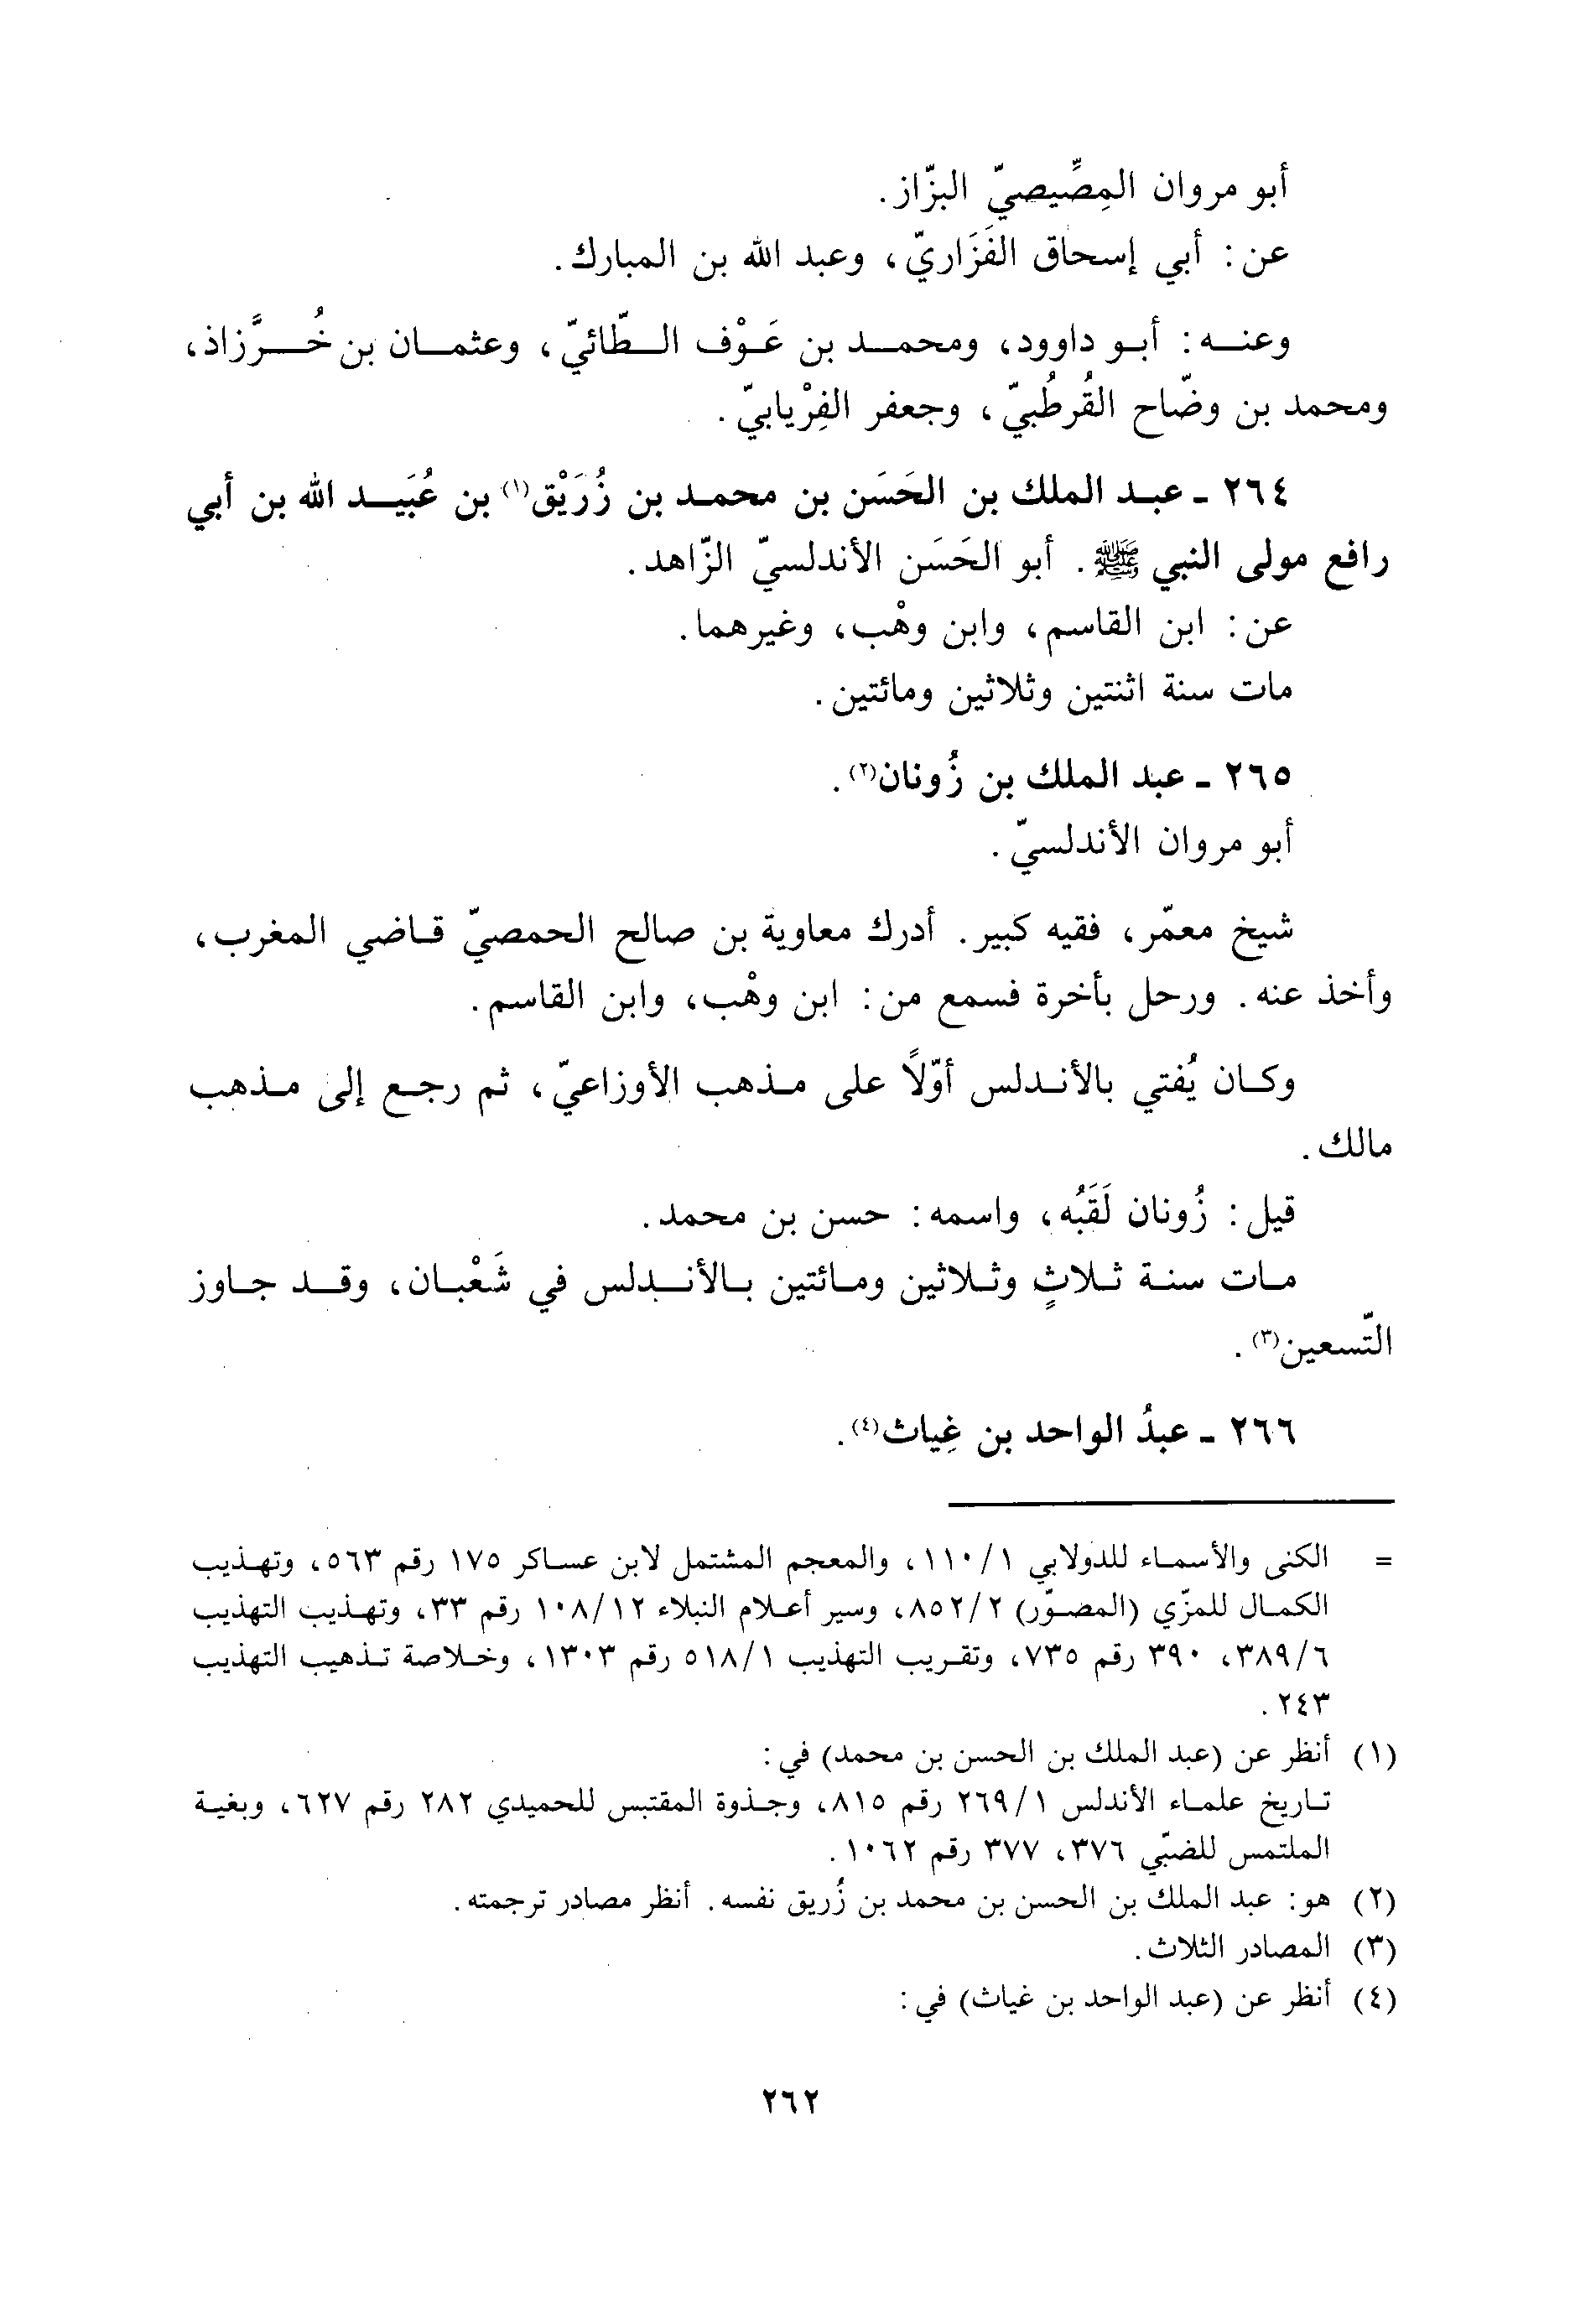 أبو مروان المِصِّيصيّ البزّاز.
عن: أبي إسحاق الفَزَاريّ، وعبد الله بن المبارك.
وعنه: أبو داوود، ومحمد بن عَوْف الطّائيّ، وعثمان بن خُرَّزاذ،
ومحمد بن وضّاح القُرطُبيّ، وجعفر الفِرْيابيّ.
٢٦٤ - عبد الملك بن الحَسَن بن محمد بن زُرَيْق(١) بن عُبَيد الله بن أبي
رافع مولى النبي ﷺ. أبو الحَسَن الأندلسيّ الزّاهد.
عن: ابن القاسم، وابن وهْب، وغيرهما.
مات سنة اثنتين وثلاثين ومائتين.
٢٦٥ - عبد الملك بن زُونان(٢).
أبو مروان الأندلسيّ.
شيخ معمّر، فقيه كبير. أدرك معاوية بن صالح الحمصيّ قاضي المغرب،
وأخذ عنه. ورحل بأخرة فسمع من: ابن وهْب، وابن القاسم.
وكان يُفتي بالأندلس أوّلاً على مذهب الأوزاعيّ، ثم رجع إلى مذهب
مالك.
قيل: زُونان لَقَبُه، واسمه: حسن بن محمد.
مات سنة ثلاثٍ وثلاثين ومائتين بالأندلس في شَعْبان، وقد جاوز
التّسعين(٣).
٢٦٦ - عبدُ الواحد بن غِياث(٤).
= الكنى والأسماء للدولابي ١/١١٠، والمعجم المشتمل لابن عساكر ١٧٥ رقم ٥٦٣، وتهذيب
الكمال للمزّي (المصوّر) ٢/٨٥٢، وسير أعلام النبلاء ١٢/١٠٨ رقم ٣٣، وتهذيب التهذيب
٦/٣٨٩، ٣٩٠ رقم ٧٣٥، وتقريب التهذيب ١/٥١٨ رقم ١٣٠٣، وخلاصة تذهيب التهذيب
٢٤٣.
(١) أنظر عن (عبد الملك بن الحسن بن محمد) في:
تاريخ علماء الأندلس ١/٢٦٩ رقم ٨١٥، وجذوة المقتبس للحميدي ٢٨٢ رقم ٦٢٧، وبغية
الملتمس للضبّي ٣٧٦، ٣٧٧ رقم ١٠٦٢.
(٢) هو: عبد الملك بن الحسن بن محمد بن زُريق نفسه. أنظر مصادر ترجمته.
(٣) المصادر الثلاث.
(٤) أنظر عن (عبد الواحد بن غياث) في:
٢٦٢